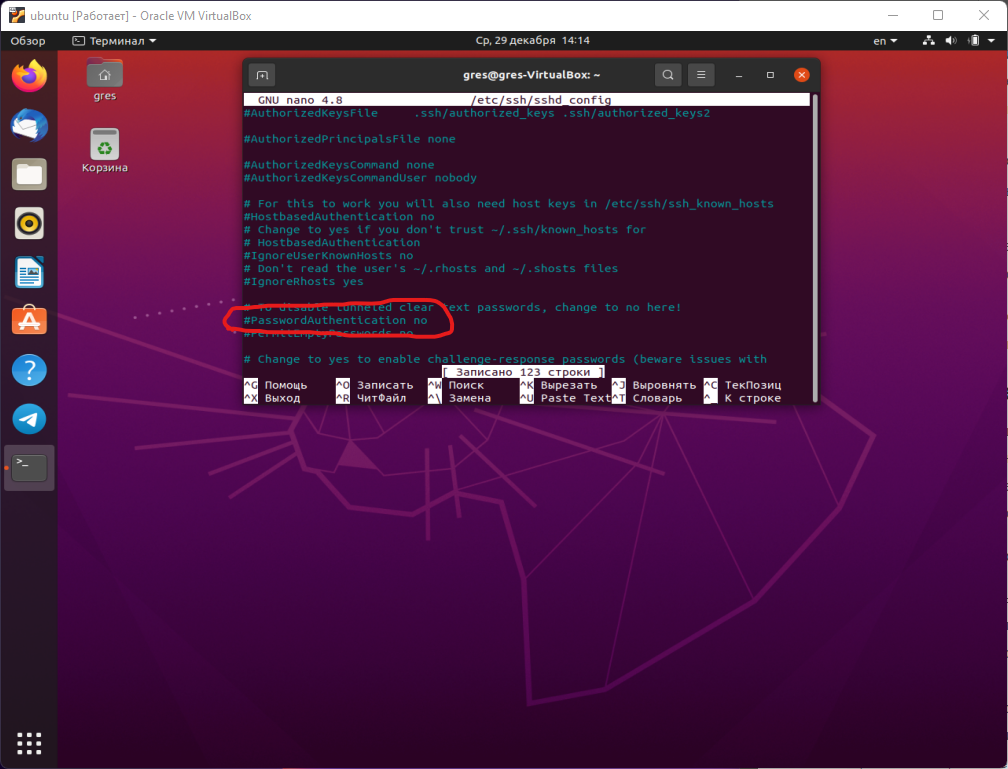 ubuntu [Работает] - Oracle VM VirtualBox
Обзор Терминал Ср, 29 декабря 14:14 en
gres
Корзина
gres@gres-VirtualBox: ~
GNU nano 4.8 /etc/ssh/sshd_config
#AuthorizedKeysFile .ssh/authorized_keys .ssh/authorized_keys2
#AuthorizedPrincipalsFile none
#AuthorizedKeysCommand none
#AuthorizedKeysCommandUser nobody
# For this to work you will also need host keys in /etc/ssh/ssh_known_hosts
#HostbasedAuthentication no
# Change to yes if you don't trust ~/.ssh/known_hosts for
# HostbasedAuthentication
#IgnoreUserKnownHosts no
# Don't read the user's ~/.rhosts and ~/.shosts files
#IgnoreRhosts yes
# To disable tunneled clear text passwords, change to no here!
#PasswordAuthentication no
#PermitEmptyPasswords no
# Change to yes to enable challenge-response passwords (beware issues with
[ Записано 123 строки ]
^G Помощь ^O Записать ^W Поиск ^K Вырезать ^J Выровнять ^C ТекПозиц
^X Выход ^R ЧитФайл ^\ Замена ^U Paste Text ^T Словарь ^_ К строке